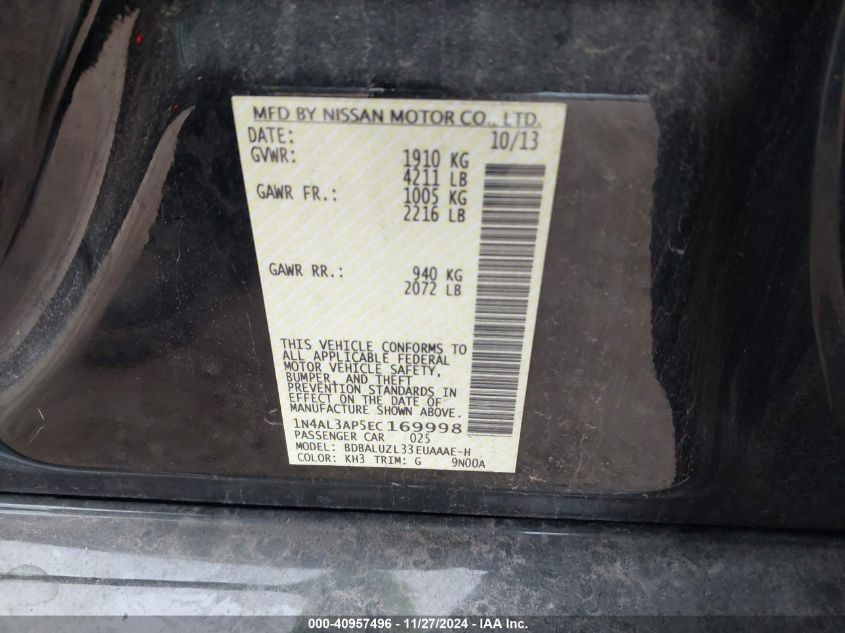 MFD BY NISSAN MOTOR CO., LTD.
DATE: 10/13
GVWR: 1910 KG
4211 LB
GAWR FR.: 1005 KG
2216 LB
GAWR RR.: 940 KG
2072 LB
THIS VEHICLE CONFORMS TO
ALL APPLICABLE FEDERAL
MOTOR VEHICLE SAFETY,
BUMPER, AND THEFT
PREVENTION STANDARDS IN
EFFECT ON THE DATE OF
MANUFACTURE SHOWN ABOVE.
1N4AL3AP5EC169998
PASSENGER CAR 025
MODEL: BDBALUZL33EUAAAE-H
COLOR: KH3 TRIM: G 9N00A
000-40957496 - 11/27/2024 - IAA Inc.